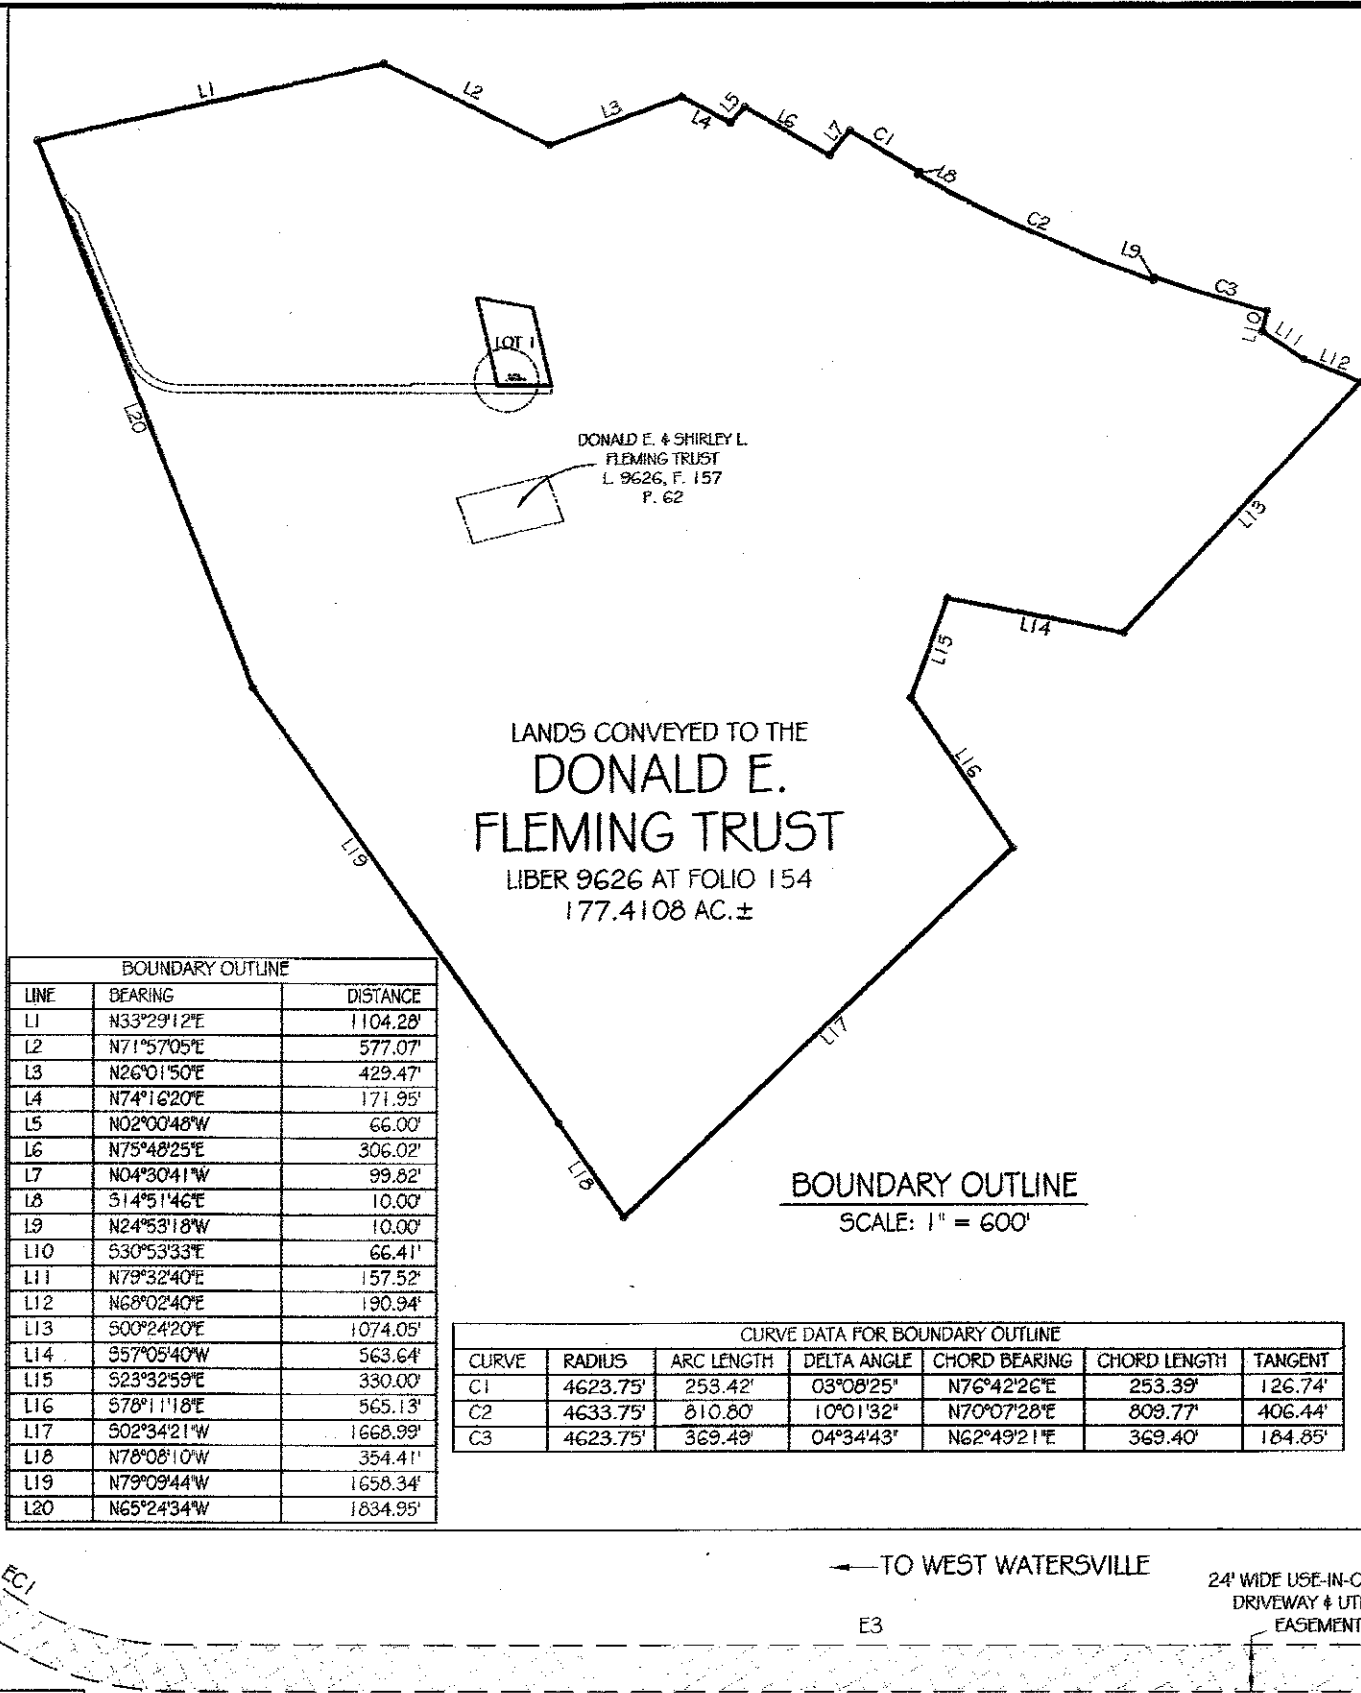 L1
L2
L3
L4
L5
L6
L7
C1
L8
C2
L9
C3
L10
L11
L12
L20
LOT 1
DONALD E. & SHIRLEY L.
FLEMING TRUST
L. 9626, F. 157
P. 62
L13
L14
L15
L16
LANDS CONVEYED TO THE
DONALD E.
FLEMING TRUST
LIBER 9626 AT FOLIO 154
177.4108 AC.±
L19
L17
L18
BOUNDARY OUTLINE
LINE BEARING DISTANCE
L1 N33°29'12"E 1104.28'
L2 N71°57'05"E 577.07'
L3 N26°01'50"E 429.47'
L4 N74°16'20"E 171.95'
L5 N02°00'48"W 66.00'
L6 N75°48'25"E 306.02'
L7 N04°30'41"W 99.82'
L8 S14°51'46"E 10.00'
L9 N24°53'18"W 10.00'
L10 S30°53'33"E 66.41'
L11 N79°32'40"E 157.52'
L12 N68°02'40"E 190.94'
L13 S00°24'20"E 1074.05'
L14 S57°05'40"W 563.64'
L15 S23°32'59"E 330.00'
L16 S78°11'18"E 565.13'
L17 S02°34'21"W 1668.99'
L18 N78°08'10"W 354.41'
L19 N79°09'44"W 1658.34'
L20 N65°24'34"W 1834.95'
BOUNDARY OUTLINE
SCALE: 1" = 600'
CURVE DATA FOR BOUNDARY OUTLINE
CURVE RADIUS ARC LENGTH DELTA ANGLE CHORD BEARING CHORD LENGTH TANGENT
C1 4623.75' 253.42' 03°08'25" N76°42'26"E 253.39' 126.74'
C2 4633.75' 810.80' 10°01'32" N70°07'28"E 809.77' 406.44'
C3 4623.75' 369.49' 04°34'43" N62°49'21"E 369.40' 184.85'
EC1
TO WEST WATERSVILLE
E3
24' WIDE USE-IN-C
DRIVEWAY & UT
EASEMENT